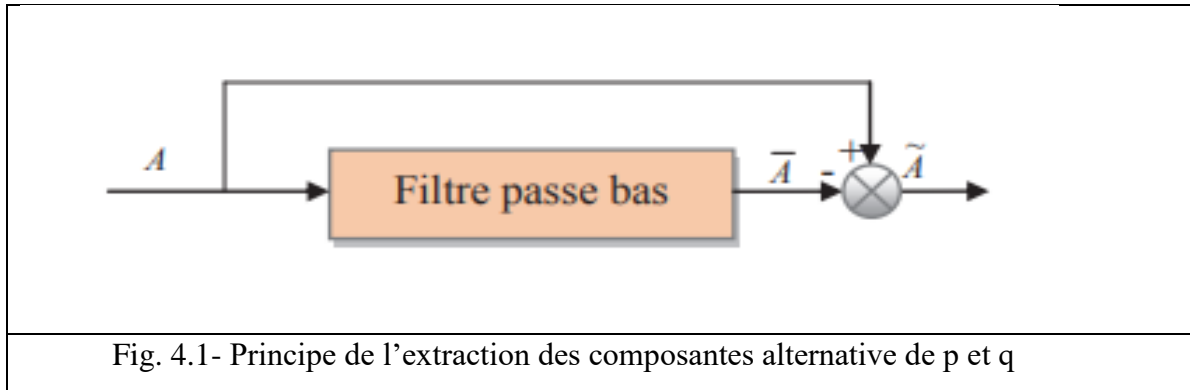 A
Filtre passe bas
A̅
+
-
Ã
Fig. 4.1- Principe de l’extraction des composantes alternative de p et q